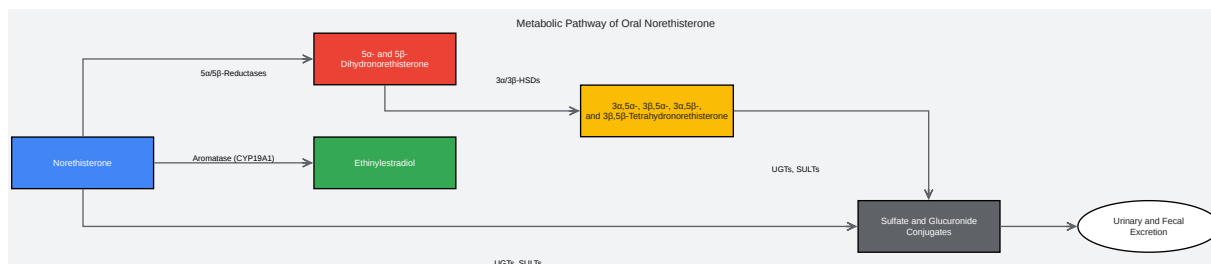 Metabolic Pathway of Oral Norethisterone
5α- and 5β-
Dihydronorethisterone
5α/5β-Reductases
3α/3β-HSDs
3α,5α-, 3β,5α-, 3α,5β-,
and 3β,5β-Tetrahydronorethisterone
Norethisterone
Aromatase (CYP19A1)
Ethinylestradiol
UGTs, SULTs
Sulfate and Glucuronide
Conjugates
Urinary and Fecal
Excretion
UGTs, SULTs